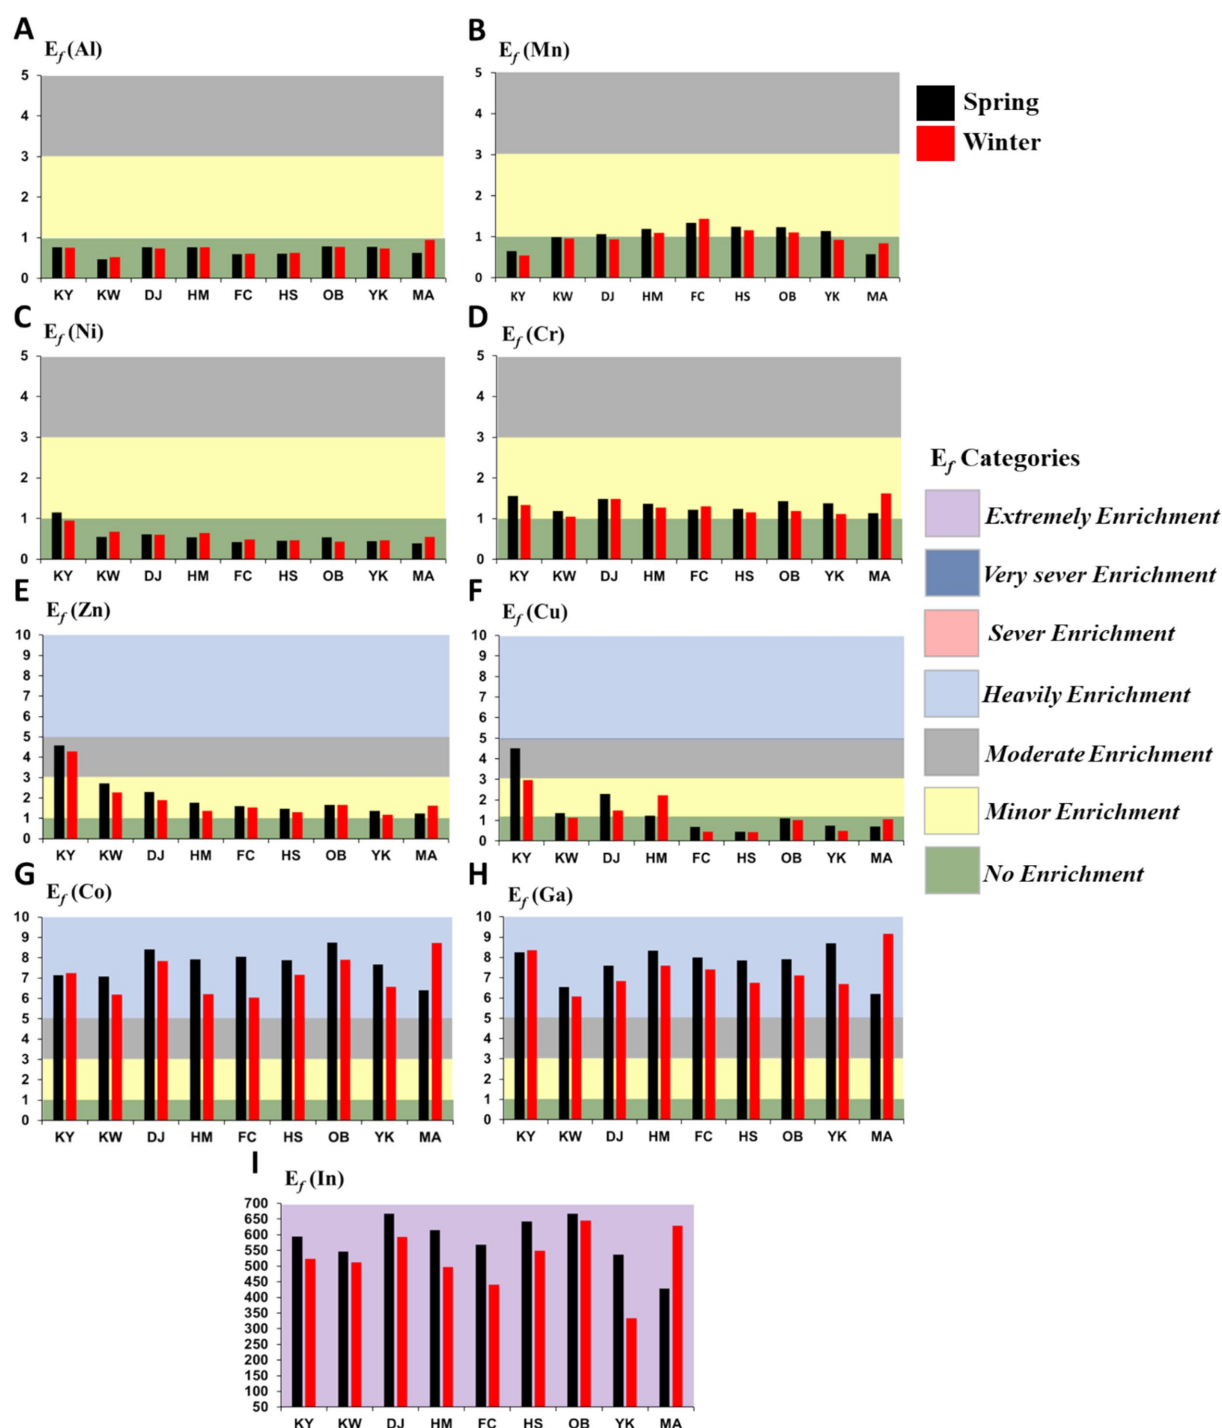 A
E_f (Al)
5
4
3
2
1
0
KY KW DJ HM FC HS OB YK MA
B
E_f (Mn)
5
4
3
2
1
0
KY KW DJ HM FC HS OB YK MA
Spring
Winter
C
E_f (Ni)
5
4
3
2
1
0
KY KW DJ HM FC HS OB YK MA
D
E_f (Cr)
5
4
3
2
1
0
KY KW DJ HM FC HS OB YK MA
E
E_f (Zn)
10
9
8
7
6
5
4
3
2
1
0
KY KW DJ HM FC HS OB YK MA
F
E_f (Cu)
10
9
8
7
6
5
4
3
2
1
0
KY KW DJ HM FC HS OB YK MA
E_f Categories
Extremely Enrichment
Very sever Enrichment
Sever Enrichment
Heavily Enrichment
Moderate Enrichment
Minor Enrichment
No Enrichment
G
E_f (Co)
10
9
8
7
6
5
4
3
2
1
0
KY KW DJ HM FC HS OB YK MA
H
E_f (Ga)
10
9
8
7
6
5
4
3
2
1
0
KY KW DJ HM FC HS OB YK MA
I
E_f (In)
700
650
600
550
500
450
400
350
300
250
200
150
100
50
KY KW DJ HM FC HS OB YK MA